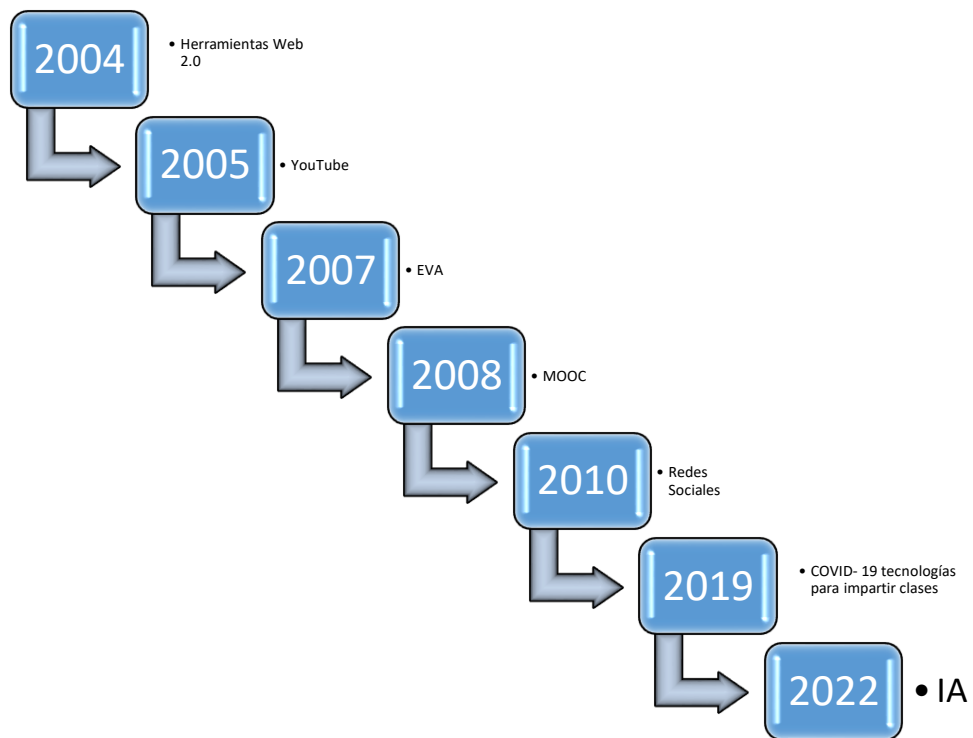 2004
• Herramientas Web
2.0
2005
• YouTube
2007
• EVA
2008
• MOOC
2010
• Redes
Sociales
2019
• COVID- 19 tecnologías
para impartir clases
2022
• IA